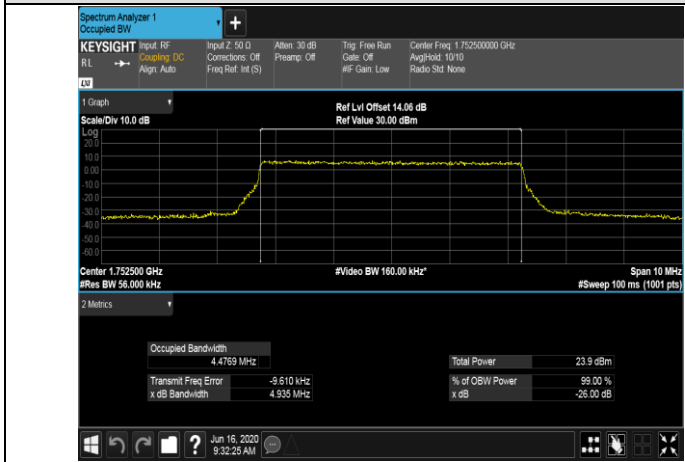 Spectrum Analyzer 1
Occupied BW
+
KEYSIGHT Input: RF Input Z: 50 Ω Atten: 30 dB Trig: Free Run Center Freq: 1.752500000 GHz
RL Coupling: DC Corrections: Off Preamp: Off Gate: Off Avg|Hold: 10/10
Align: Auto Freq Ref: Int (S) #IF Gain: Low Radio Std: None
LXI
1 Graph
Ref Lvl Offset 14.06 dB
Scale/Div 10.0 dB Ref Value 30.00 dBm
Log
20.0
10.0
0.00
-10.0
-20.0
-30.0
-40.0
-50.0
-60.0
Center 1.752500 GHz #Video BW 160.00 kHz* Span 10 MHz
#Res BW 56.000 kHz #Sweep 100 ms (1001 pts)
2 Metrics
Occupied Bandwidth
4.4769 MHz Total Power 23.9 dBm
Transmit Freq Error -9.610 kHz % of OBW Power 99.00 %
x dB Bandwidth 4.935 MHz x dB -26.00 dB
? Jun 16, 2020
9:32:25 AM